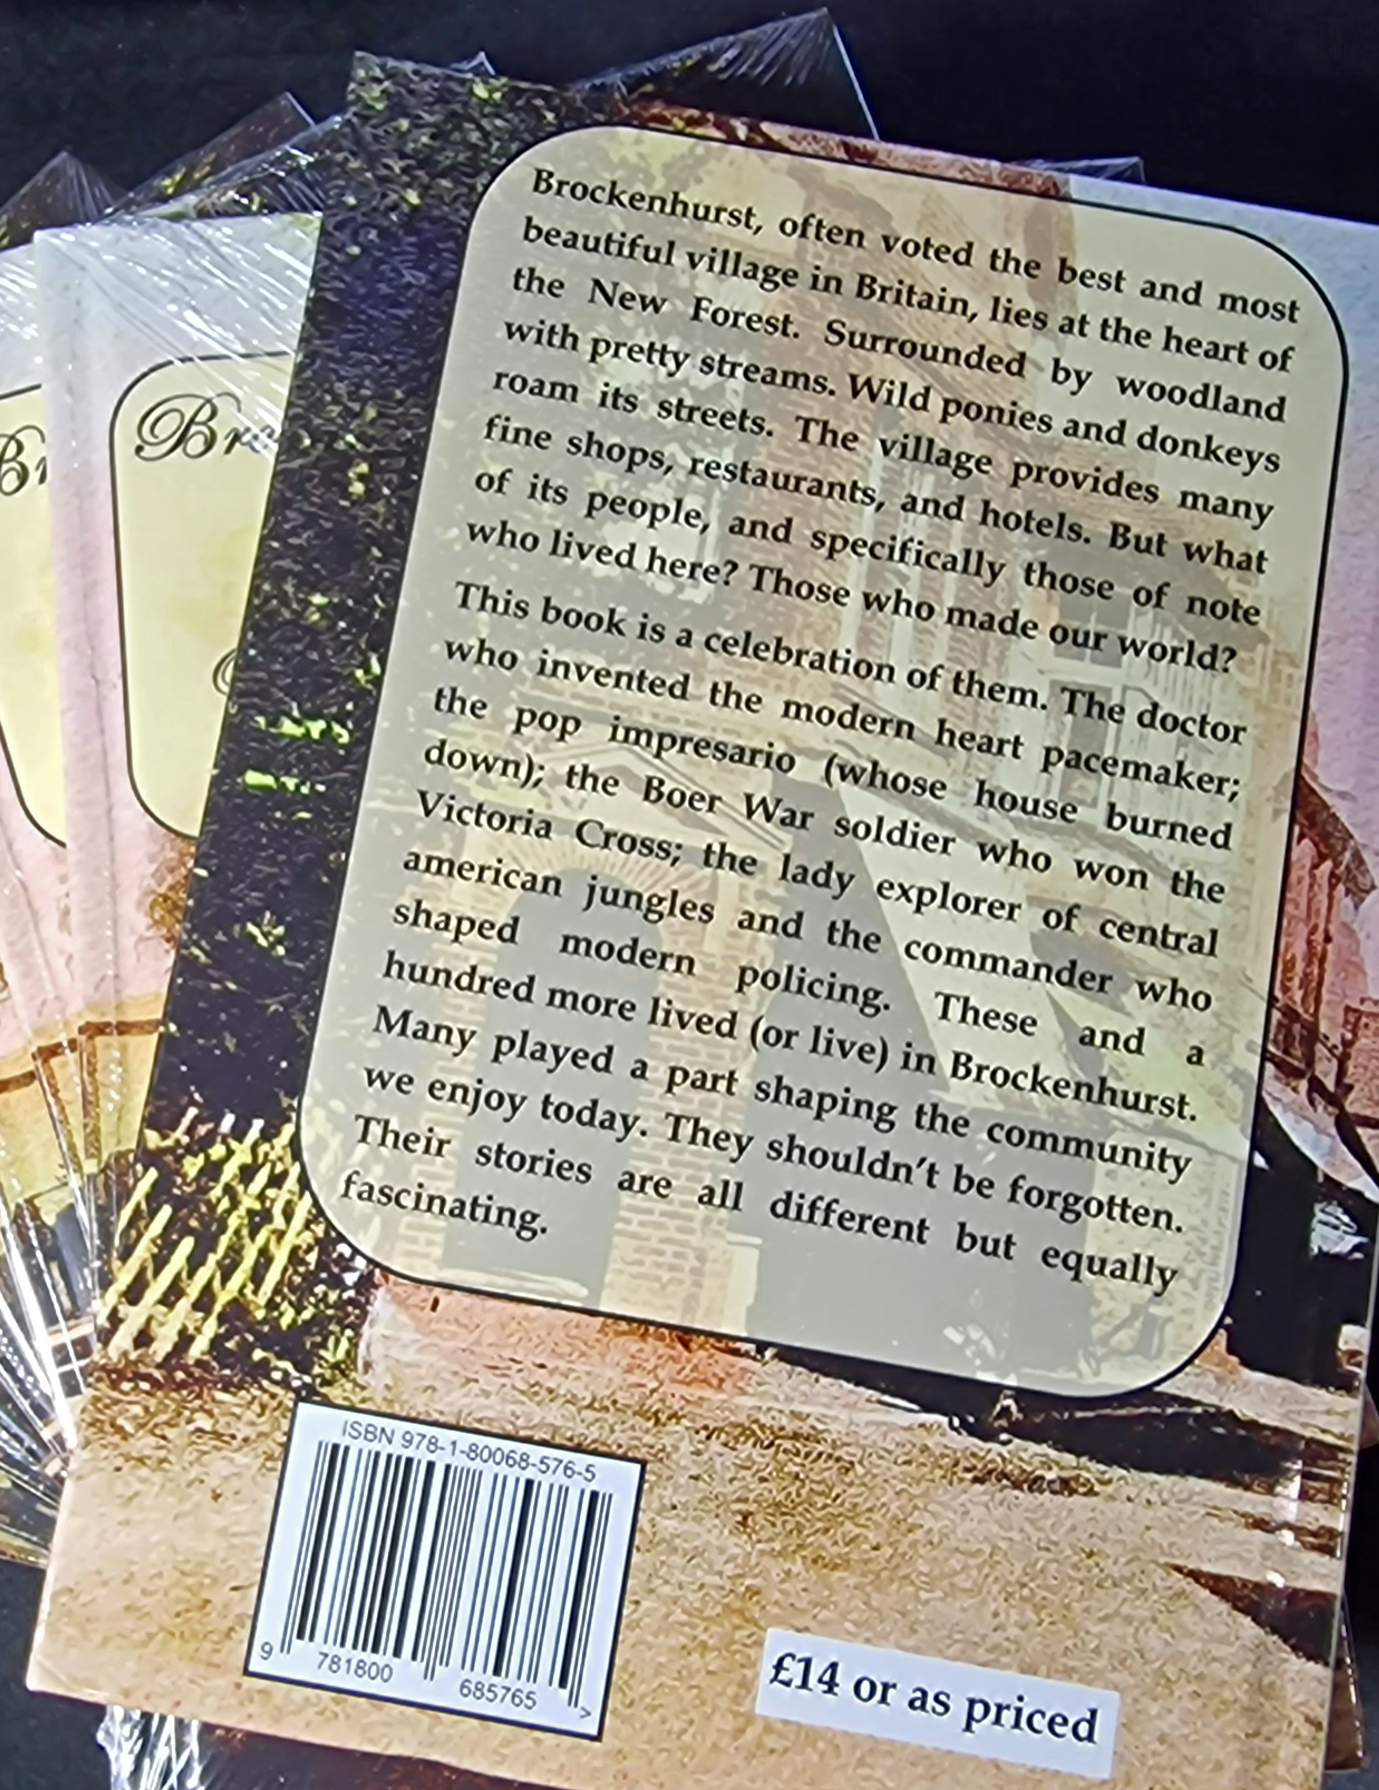 Brockenhurst, often voted the best and most
beautiful village in Britain, lies at the heart of
the New Forest. Surrounded by woodland
with pretty streams. Wild ponies and donkeys
roam its streets. The village provides many
fine shops, restaurants, and hotels. But what
of its people, and specifically those of note
who lived here? Those who made our world?
This book is a celebration of them. The doctor
who invented the modern heart pacemaker;
the pop impresario (whose house burned
down); the Boer War soldier who won the
Victoria Cross; the lady explorer of central
american jungles and the commander who
shaped modern policing. These and a
hundred more lived (or live) in Brockenhurst.
Many played a part shaping the community
we enjoy today. They shouldn't be forgotten.
Their stories are all different but equally
fascinating.
ISBN 978-1-80068-576-5
9 781800 685765 >
£14 or as priced
Br
Bro